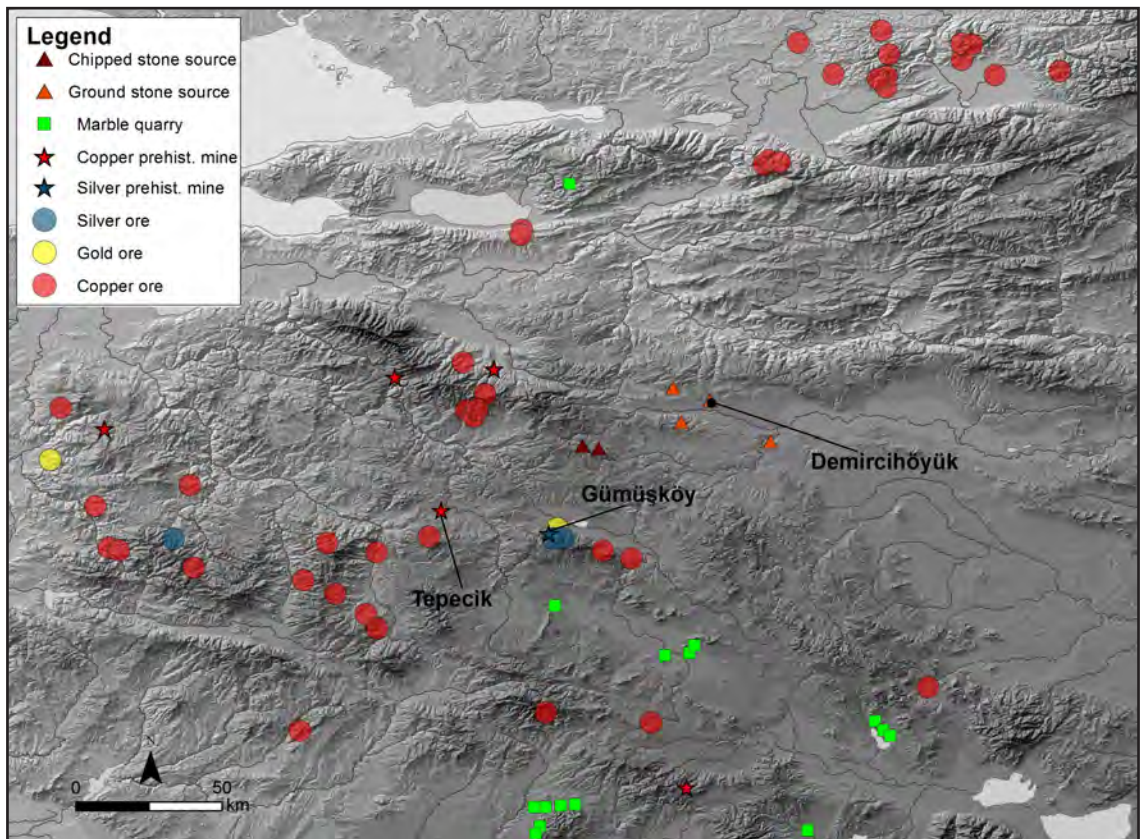 Legend
Chipped stone source
Ground stone source
Marble quarry
Copper prehist. mine
Silver prehist. mine
Silver ore
Gold ore
Copper ore
Demircihöyük
Gümüşköy
Tepecik
N
0 50
km